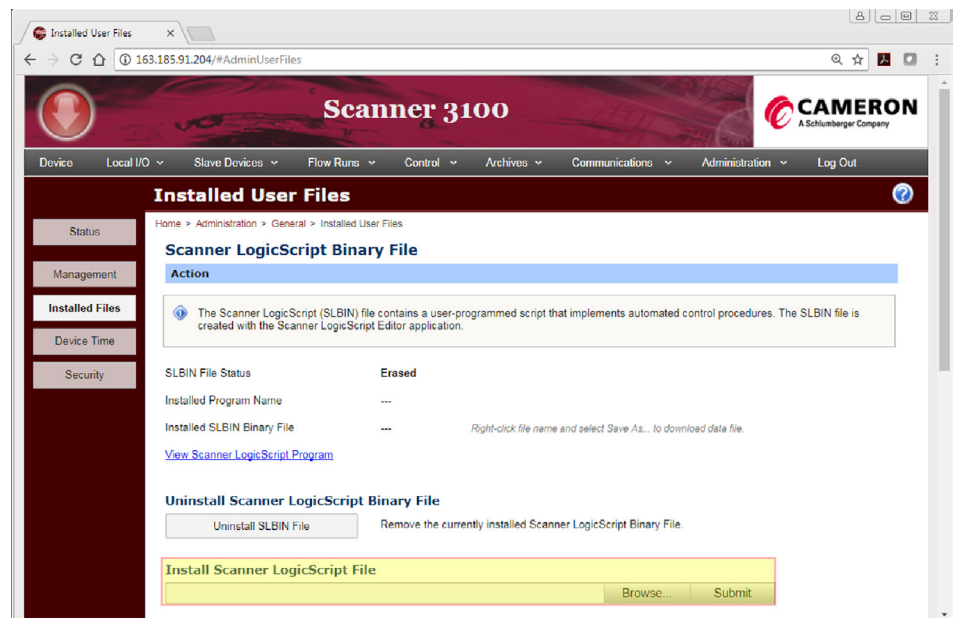 Installed User Files
163.185.91.204/#AdminUserFiles
Scanner 3100
CAMERON
A Schlumberger Company
Device Local I/O Slave Devices Flow Runs Control Archives Communications Administration Log Out
Installed User Files
Home > Administration > General > Installed User Files
Status
Management
Installed Files
Device Time
Security
Scanner LogicScript Binary File
Action
The Scanner LogicScript (SLBIN) file contains a user-programmed script that implements automated control procedures. The SLBIN file is
created with the Scanner LogicScript Editor application.
SLBIN File Status Erased
Installed Program Name ---
Installed SLBIN Binary File --- Right-click file name and select Save As... to download data file.
View Scanner LogicScript Program
Uninstall Scanner LogicScript Binary File
Uninstall SLBIN File Remove the currently installed Scanner LogicScript Binary File.
Install Scanner LogicScript File
Browse... Submit